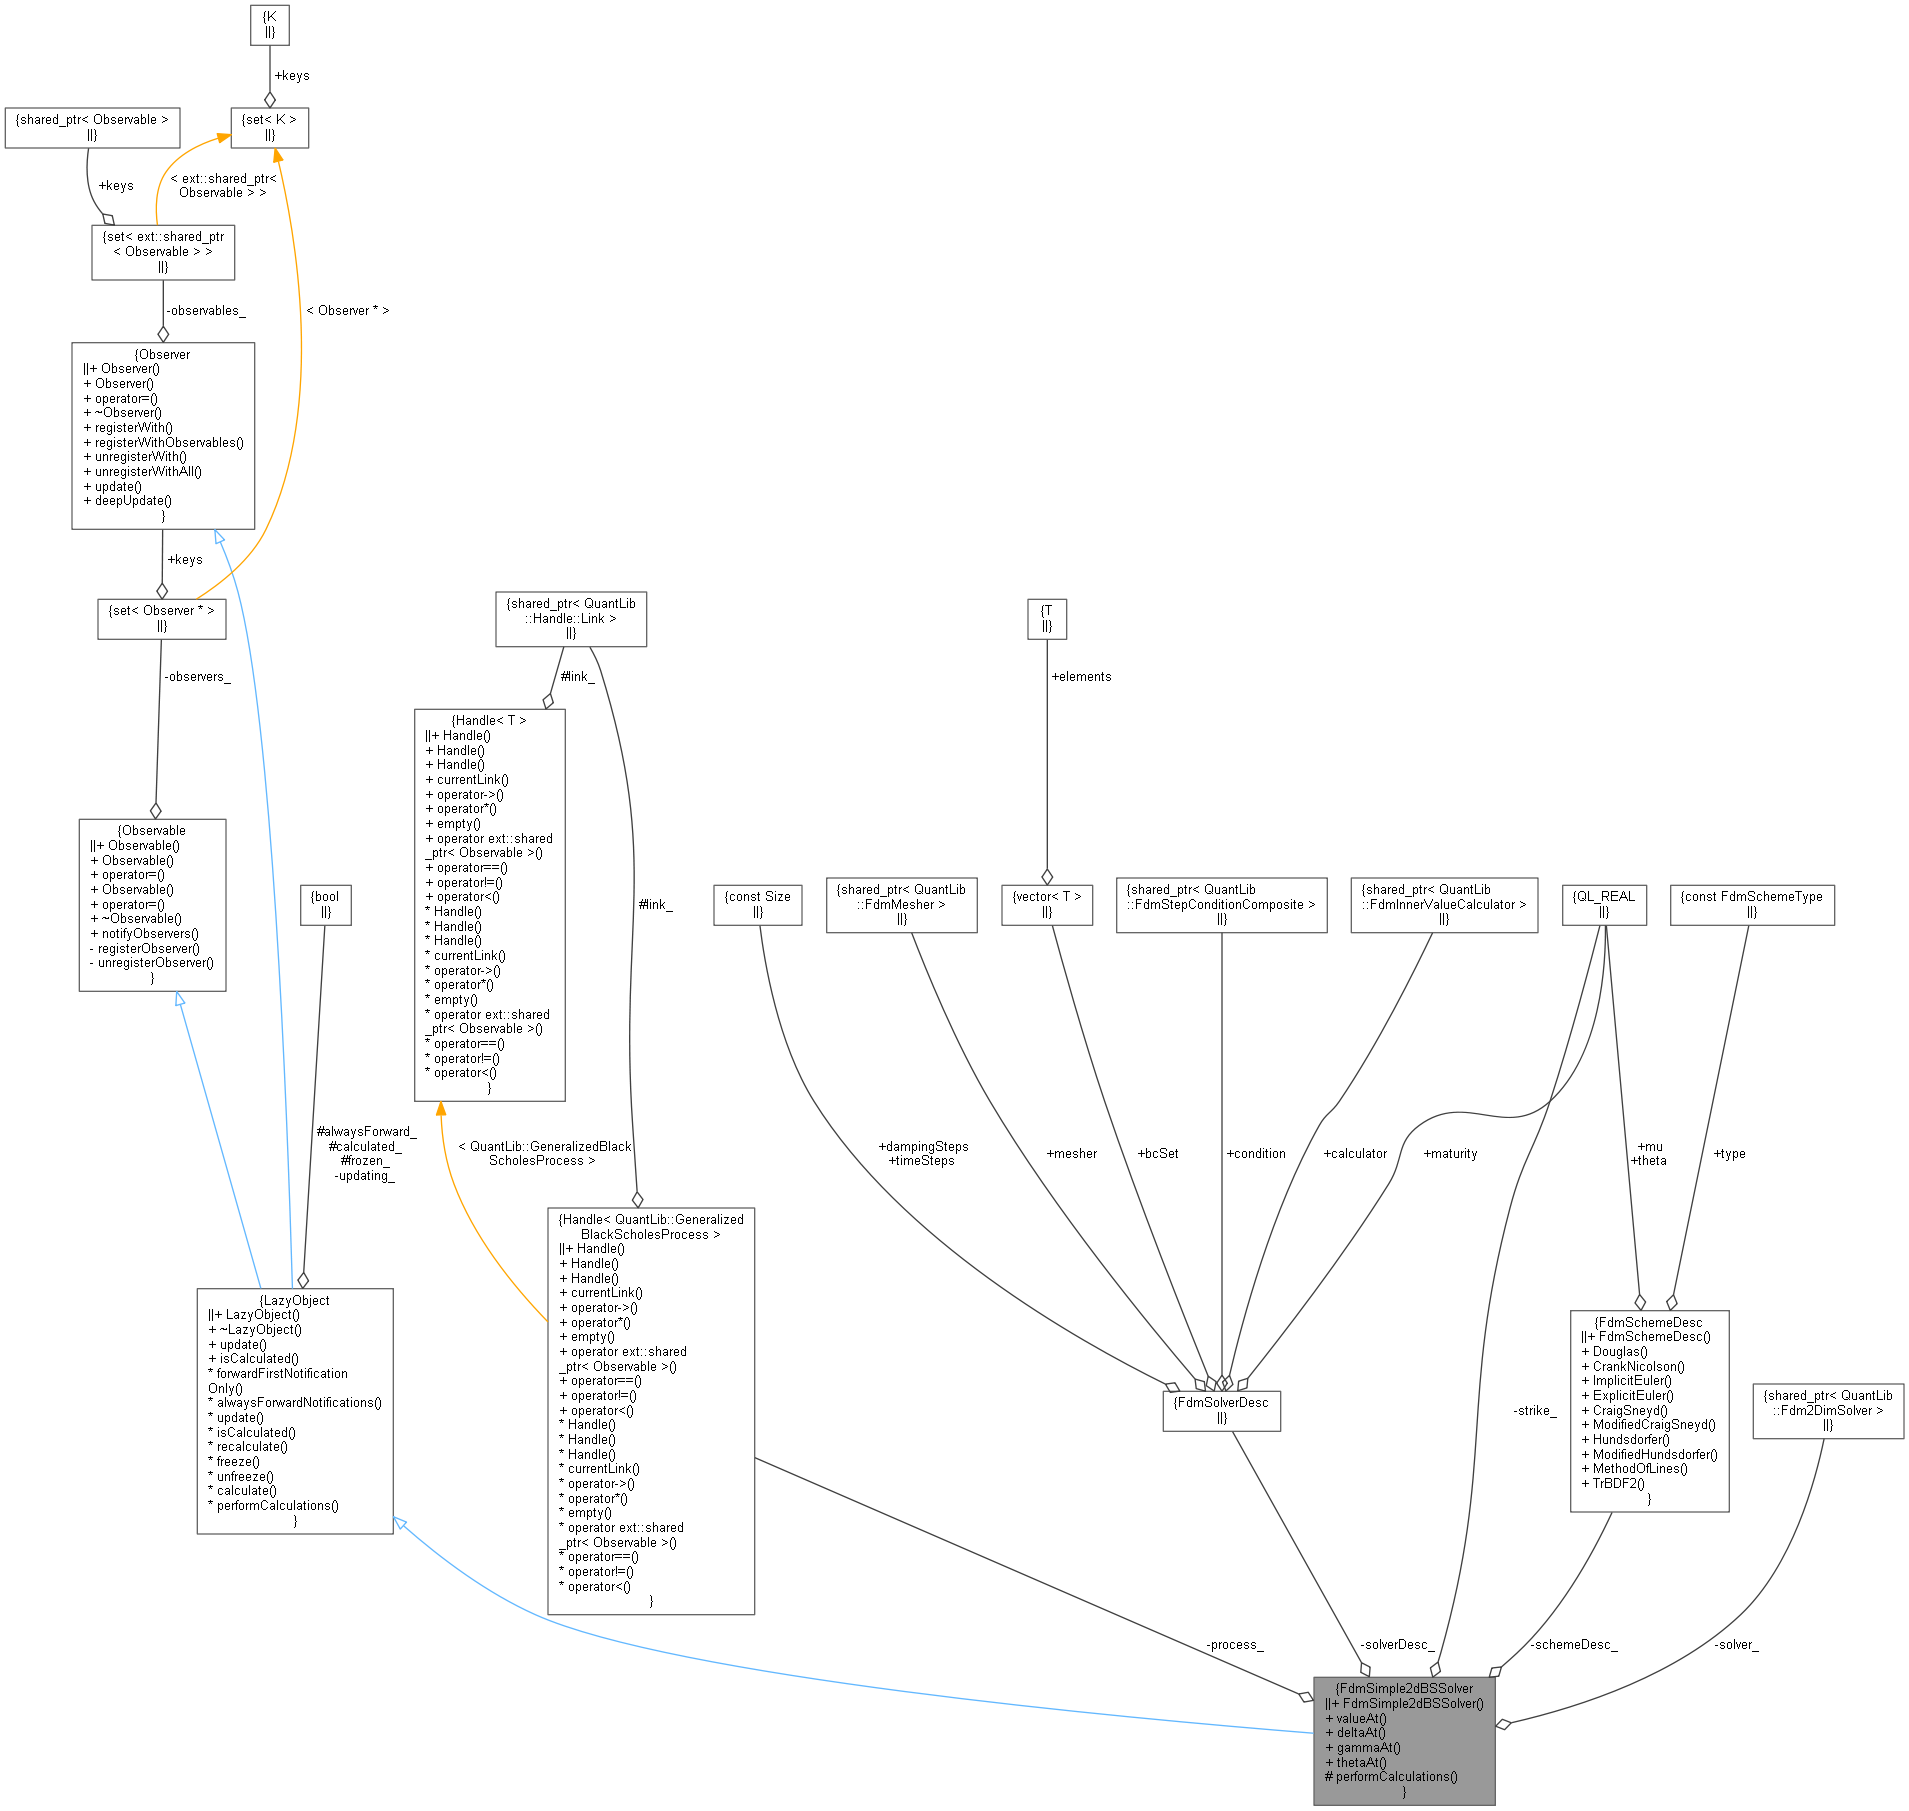 {K
||}
+keys
{shared_ptr< Observable >
||}
{set< K >
||}
+keys
< ext::shared_ptr<
Observable > >
{set< ext::shared_ptr
< Observable > >
||}
-observables_
< Observer * >
{Observer
||+ Observer()
+ Observer()
+ operator=()
+ ~Observer()
+ registerWith()
+ registerWithObservables()
+ unregisterWith()
+ unregisterWithAll()
+ update()
+ deepUpdate()
}
+keys
{set< Observer * >
||}
-observers_
{Observable
||+ Observable()
+ Observable()
+ operator=()
+ Observable()
+ operator=()
+ ~Observable()
+ notifyObservers()
- registerObserver()
- unregisterObserver()
}
{bool
||}
#alwaysForward_
#calculated_
#frozen_
-updating_
{LazyObject
||+ LazyObject()
+ ~LazyObject()
+ update()
+ isCalculated()
* forwardFirstNotification
Only()
* alwaysForwardNotifications()
* update()
* isCalculated()
* recalculate()
* freeze()
* unfreeze()
* calculate()
* performCalculations()
}
{shared_ptr< QuantLib
::Handle::Link >
||}
#link_
{Handle< T >
||+ Handle()
+ Handle()
+ Handle()
+ currentLink()
+ operator->()
+ operator*()
+ empty()
+ operator ext::shared
_ptr< Observable >()
+ operator==()
+ operator!=()
+ operator<()
* Handle()
* Handle()
* Handle()
* currentLink()
* operator->()
* operator*()
* empty()
* operator ext::shared
_ptr< Observable >()
* operator==()
* operator!=()
* operator<()
}
#link_
< QuantLib::GeneralizedBlack
ScholesProcess >
{Handle< QuantLib::Generalized
BlackScholesProcess >
||+ Handle()
+ Handle()
+ Handle()
+ currentLink()
+ operator->()
+ operator*()
+ empty()
+ operator ext::shared
_ptr< Observable >()
+ operator==()
+ operator!=()
+ operator<()
* Handle()
* Handle()
* Handle()
* currentLink()
* operator->()
* operator*()
* empty()
* operator ext::shared
_ptr< Observable >()
* operator==()
* operator!=()
* operator<()
}
{T
||}
+elements
{const Size
||}
{shared_ptr< QuantLib
::FdmMesher >
||}
{vector< T >
||}
{shared_ptr< QuantLib
::FdmStepConditionComposite >
||}
{shared_ptr< QuantLib
::FdmInnerValueCalculator >
||}
{QL_REAL
||}
{const FdmSchemeType
||}
+dampingSteps
+timeSteps
+mesher
+bcSet
+condition
+calculator
+maturity
+mu
+theta
+type
{FdmSolverDesc
||}
-strike_
{FdmSchemeDesc
||+ FdmSchemeDesc()
+ Douglas()
+ CrankNicolson()
+ ImplicitEuler()
+ ExplicitEuler()
+ CraigSneyd()
+ ModifiedCraigSneyd()
+ Hundsdorfer()
+ ModifiedHundsdorfer()
+ MethodOfLines()
+ TrBDF2()
}
{shared_ptr< QuantLib
::Fdm2DimSolver >
||}
-process_
-solverDesc_
-schemeDesc_
-solver_
{FdmSimple2dBSSolver
||+ FdmSimple2dBSSolver()
+ valueAt()
+ deltaAt()
+ gammaAt()
+ thetaAt()
# performCalculations()
}